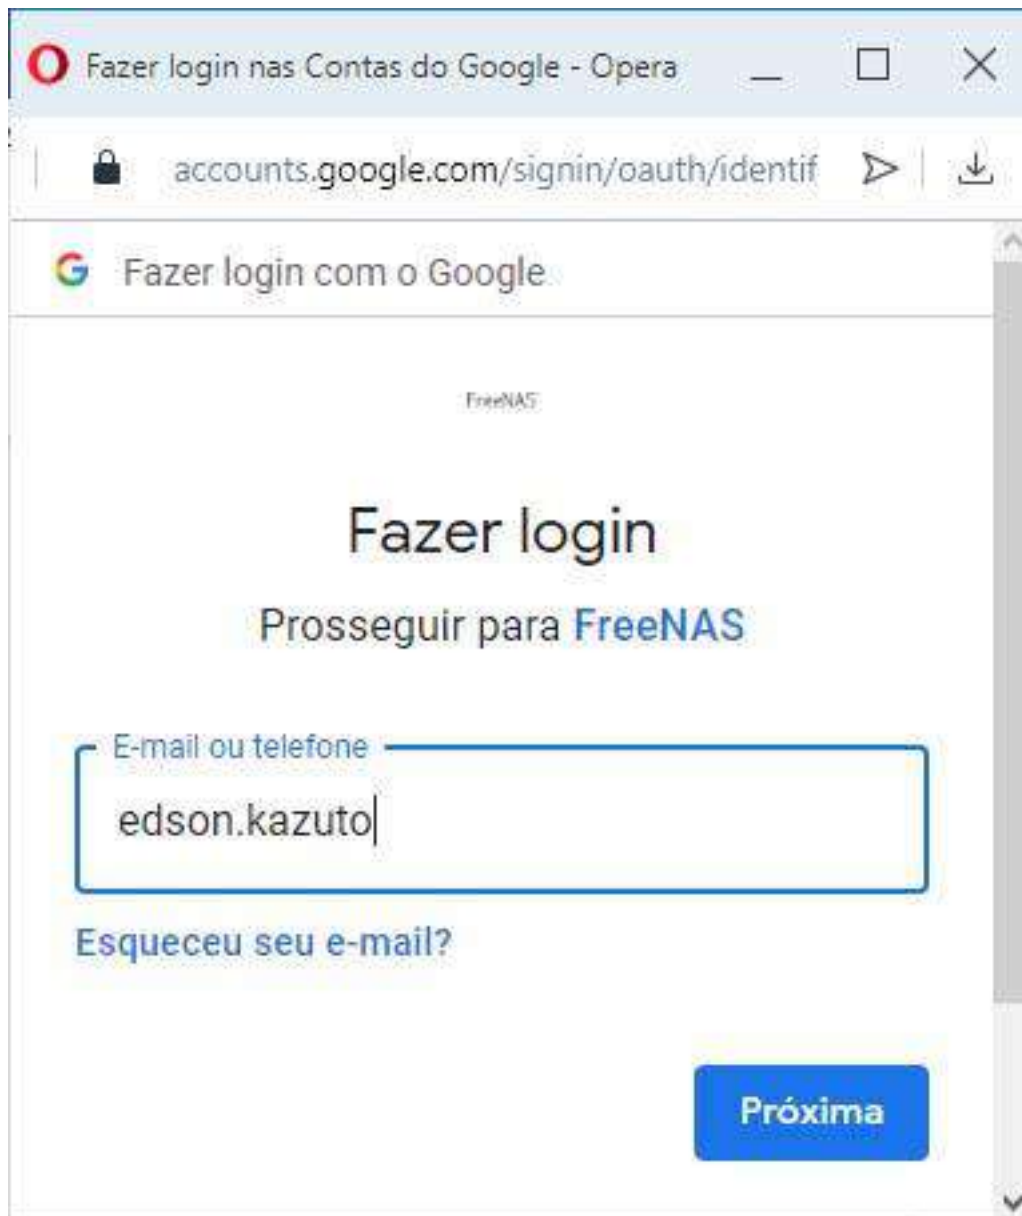 Fazer login nas Contas do Google - Opera
accounts.google.com/signin/oauth/identif
Fazer login com o Google
FreeNAS
Fazer login
Prosseguir para FreeNAS
E-mail ou telefone
edson.kazuto
Esqueceu seu e-mail?
Próxima